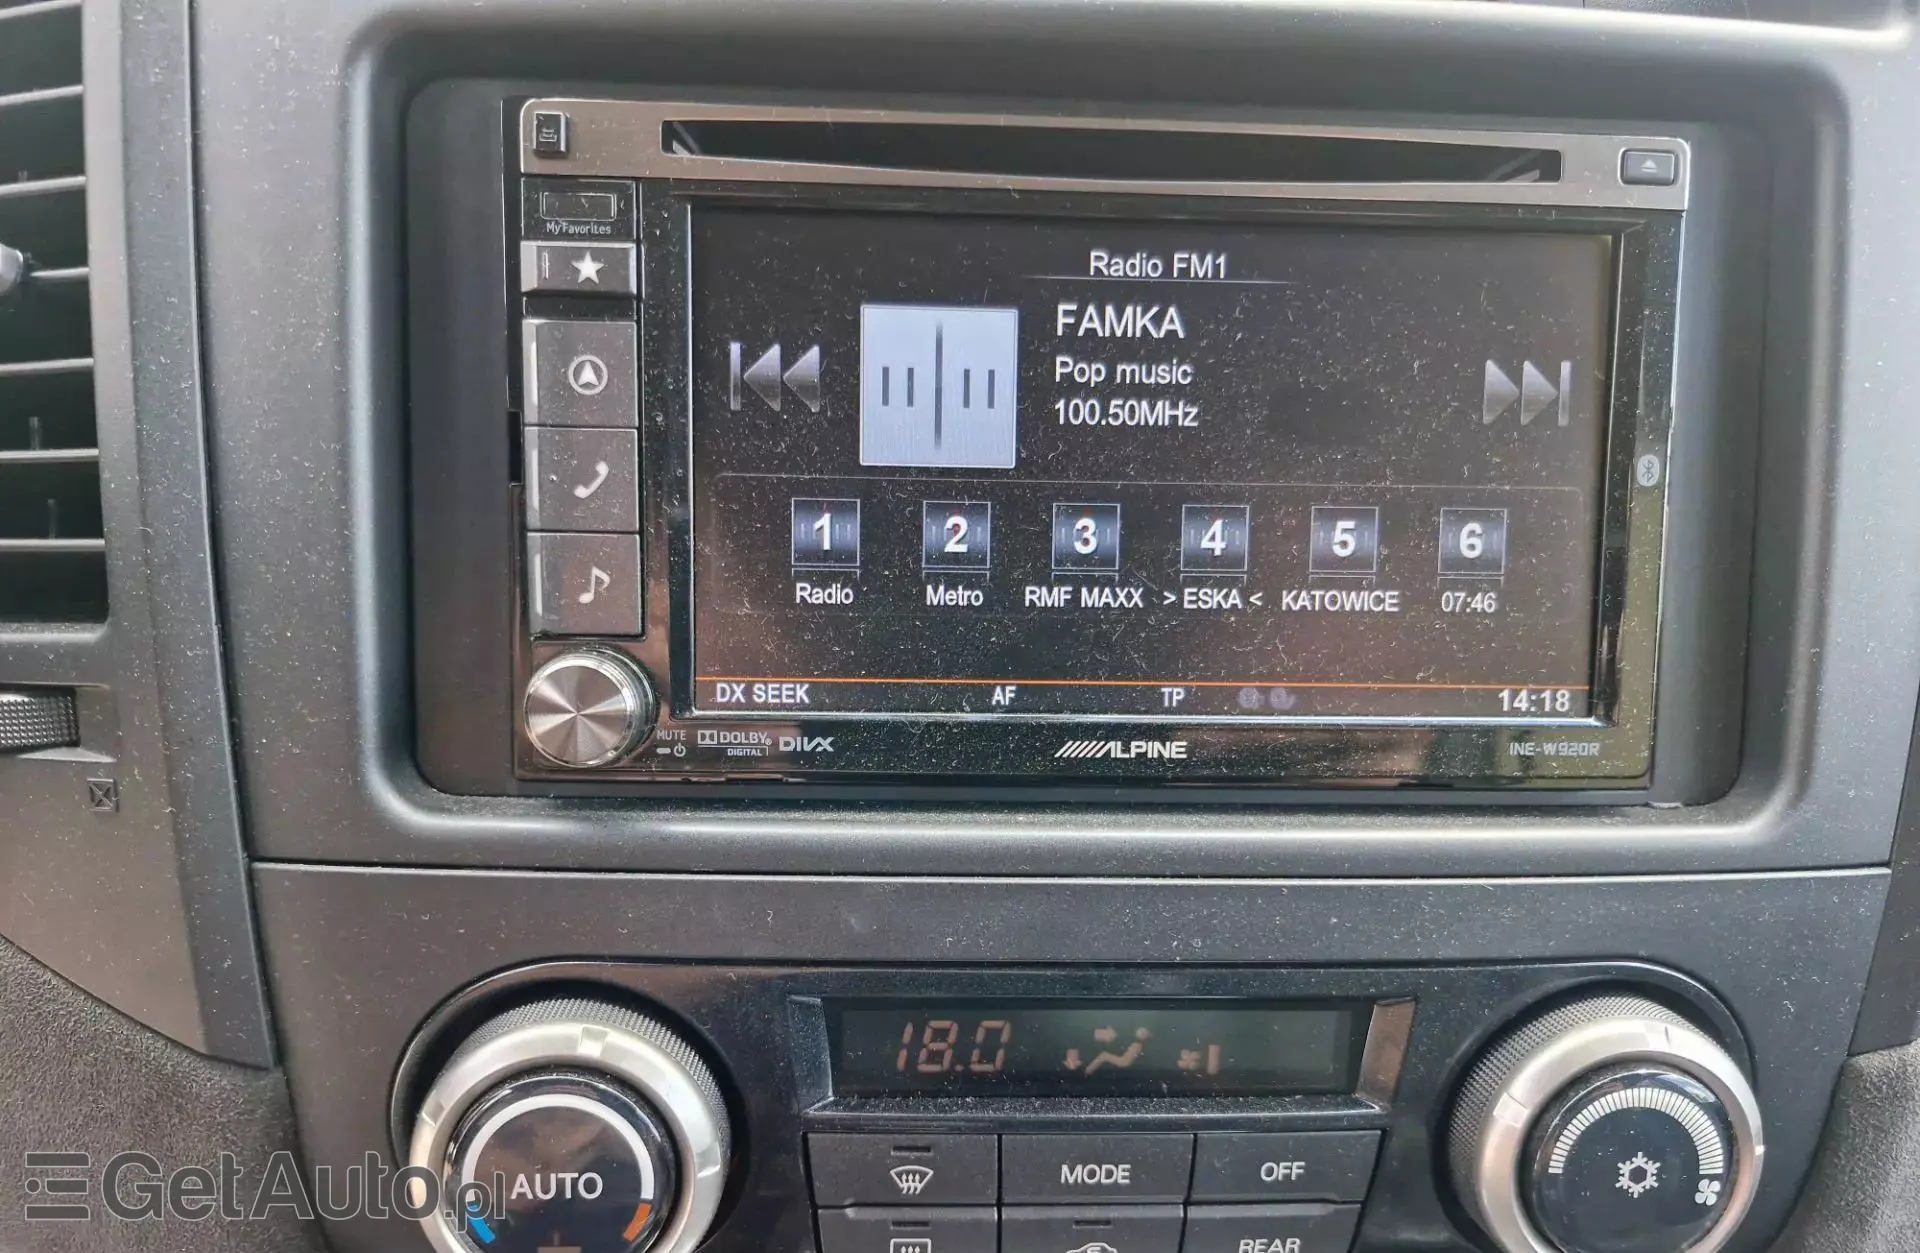 My Favorites
Radio FM1
FAMKA
Pop music
100.50MHz
1 2 3 4 5 6
Radio Metro RMF MAXX > ESKA < KATOWICE 07:46
DX SEEK AF TP 14:18
MUTE
DOLBY DIGITAL DIVX ALPINE INE-W920R
18.0
AUTO MODE OFF
REAR
GetAuto.pl